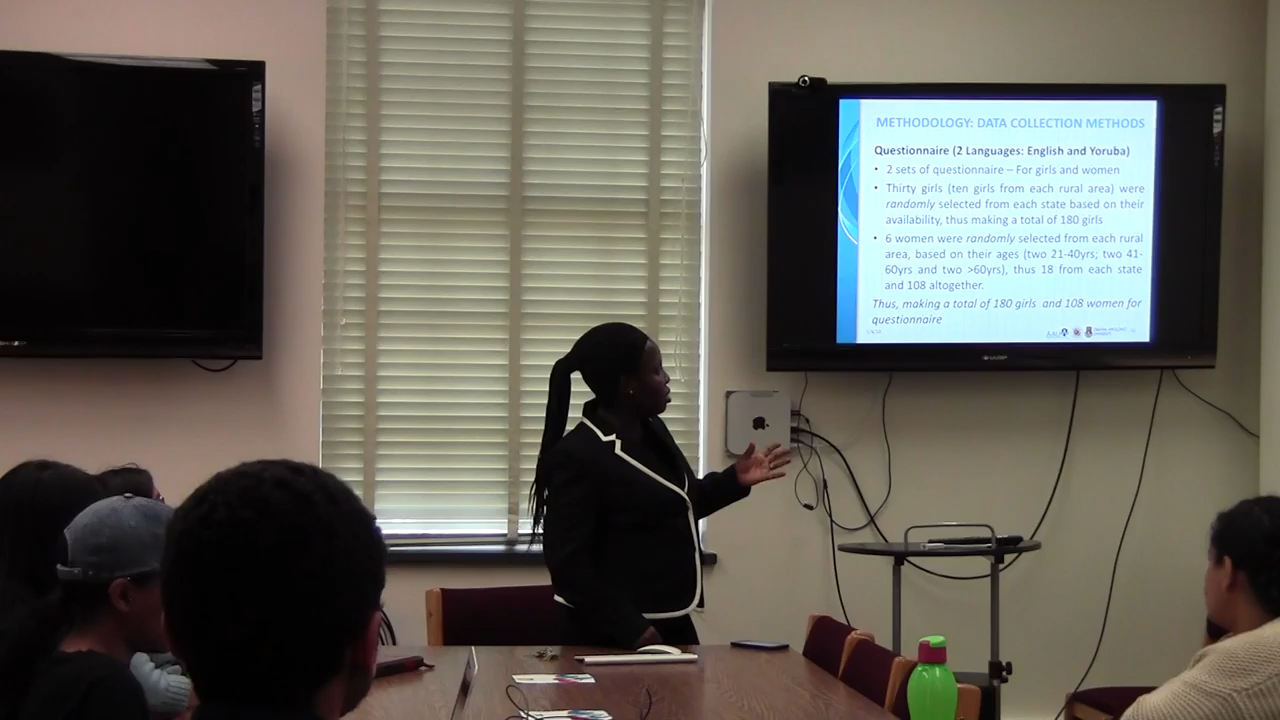 METHODOLOGY: DATA COLLECTION METHODS
Questionnaire (2 Languages: English and Yoruba)
• 2 sets of questionnaire – For girls and women
• Thirty girls (ten girls from each rural area) were
randomly selected from each state based on their
availability, thus making a total of 180 girls
• 6 women were randomly selected from each rural
area, based on their ages (two 21-40yrs; two 41-
60yrs and two >60yrs), thus 18 from each state
and 108 altogether.
Thus, making a total of 180 girls and 108 women for
questionnaire